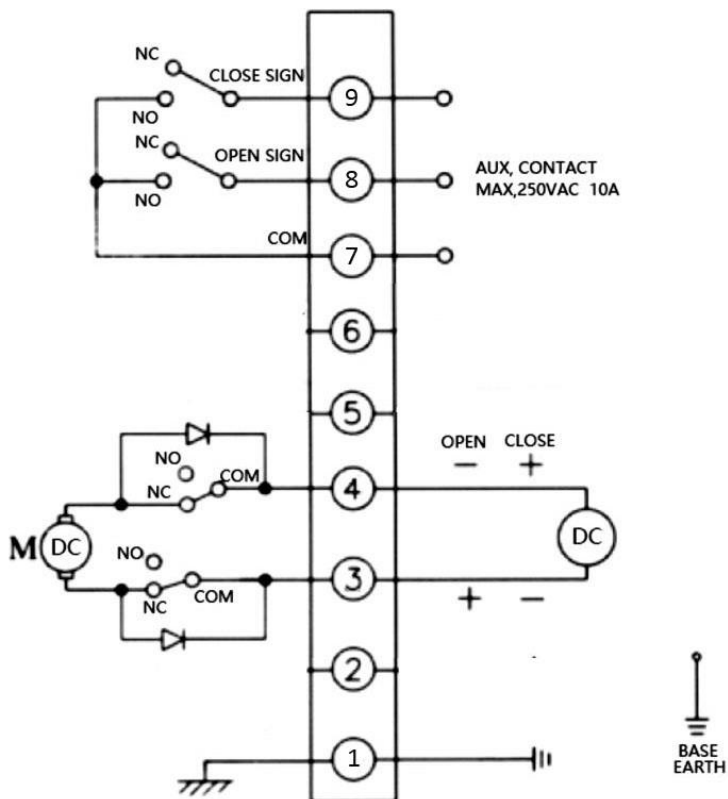 NC
CLOSE SIGN
9
NO
NC
OPEN SIGN
8
AUX, CONTACT
MAX,250VAC 10A
NO
COM
7
6
5
OPEN CLOSE
− +
NO
COM
4
NC
M DC
DC
NO
3
NC
COM
+ −
2
1
BASE
EARTH